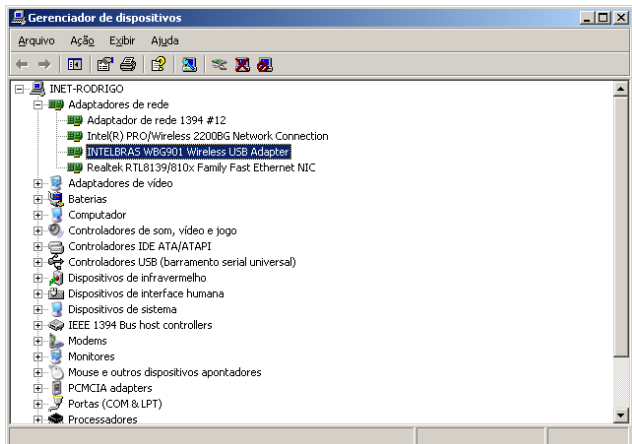 Gerenciador de dispositivos
Arquivo Ação Exibir Ajuda
INET-RODRIGO
Adaptadores de rede
Adaptador de rede 1394 #12
Intel(R) PRO/Wireless 2200BG Network Connection
INTELBRAS WBG901 Wireless USB Adapter
Realtek RTL8139/810x Family Fast Ethernet NIC
Adaptadores de vídeo
Baterias
Computador
Controladores de som, vídeo e jogo
Controladores IDE ATA/ATAPI
Controladores USB (barramento serial universal)
Dispositivos de infravermelho
Dispositivos de interface humana
Dispositivos de sistema
IEEE 1394 Bus host controllers
Modems
Monitores
Mouse e outros dispositivos apontadores
PCMCIA adapters
Portas (COM & LPT)
Processadores